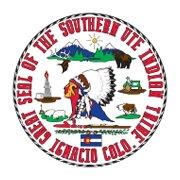 GREAT SEAL OF THE SOUTHERN UTE INDIAN TRIBE
IGNACIO COLO.